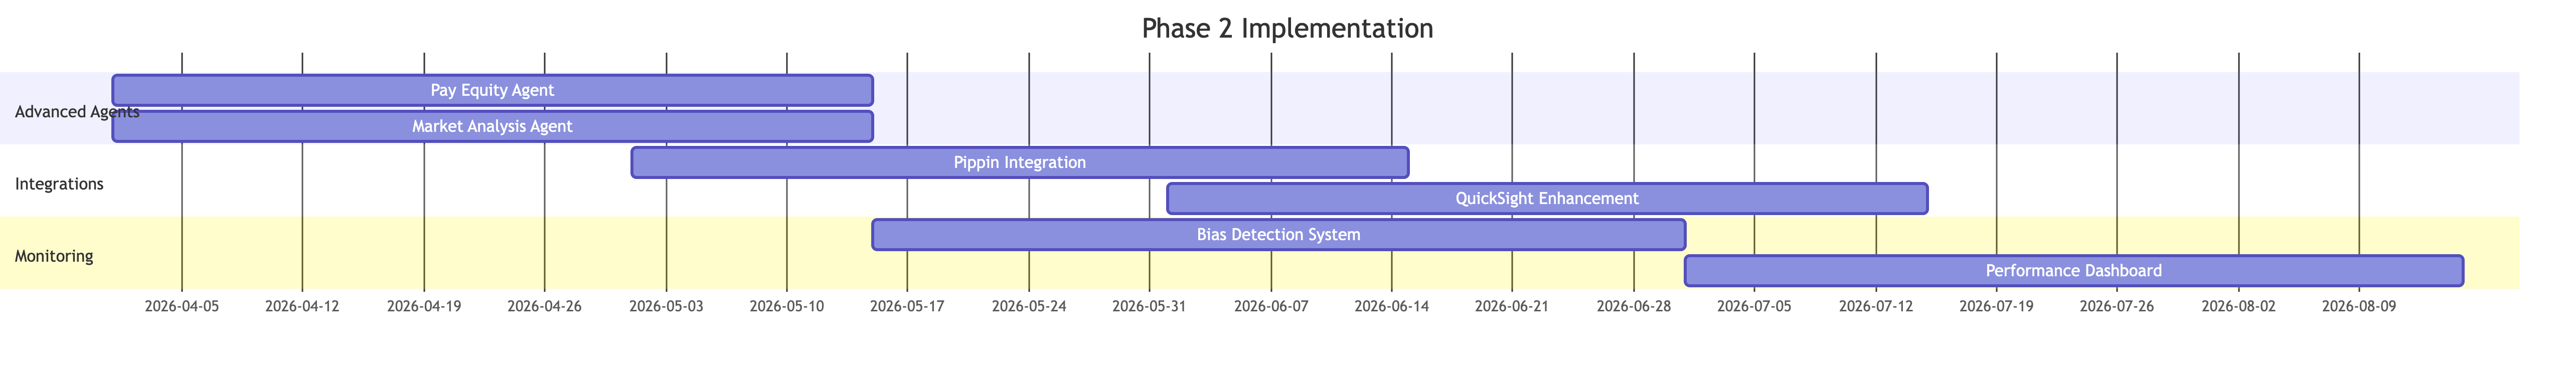 Phase 2 Implementation
Pay Equity Agent
Advanced Agents
Market Analysis Agent
Pippin Integration
Integrations
QuickSight Enhancement
Bias Detection System
Monitoring
Performance Dashboard
2026-04-05 2026-04-12 2026-04-19 2026-04-26 2026-05-03 2026-05-10 2026-05-17 2026-05-24 2026-05-31 2026-06-07 2026-06-14 2026-06-21 2026-06-28 2026-07-05 2026-07-12 2026-07-19 2026-07-26 2026-08-02 2026-08-09